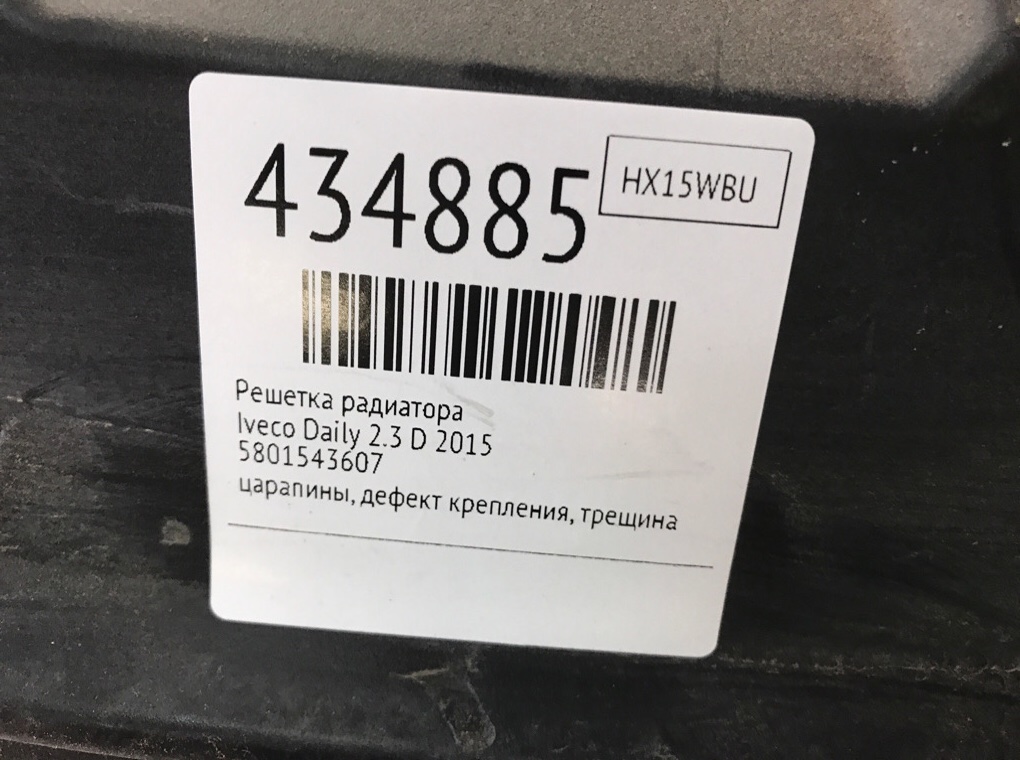 434885
HX15WBU
Решетка радиатора
Iveco Daily 2.3 D 2015
5801543607
царапины, дефект крепления, трещина